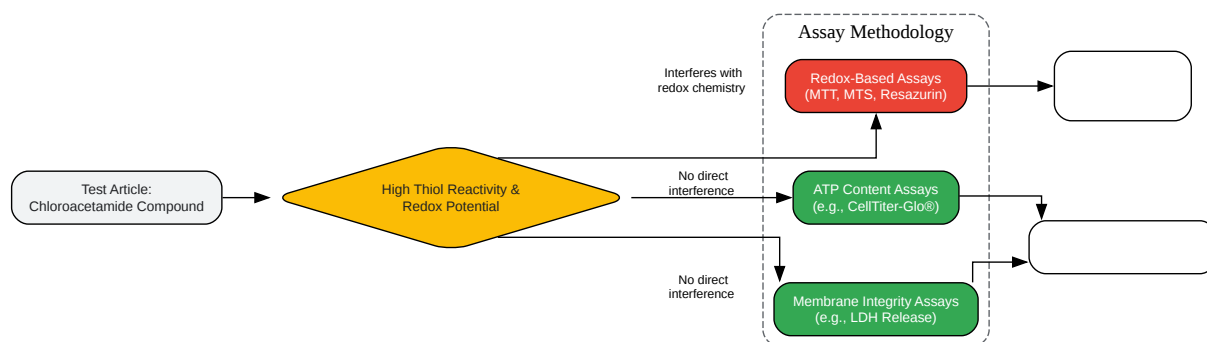 Assay Methodology
Interferes with
redox chemistry
Redox-Based Assays
(MTT, MTS, Resazurin)
Test Article:
Chloroacetamide Compound
High Thiol Reactivity &
Redox Potential
No direct
interference
ATP Content Assays
(e.g., CellTiter-Glo®)
No direct
interference
Membrane Integrity Assays
(e.g., LDH Release)